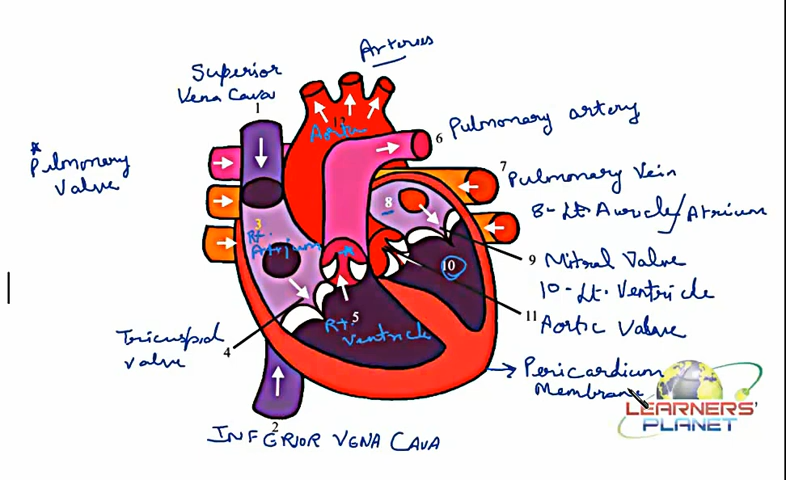 Arteries
Superior
Vena Cava
1
12
Aorta
6
Pulmonary artery
*
Pulmonary
Valve
7
Pulmonary Vein
8
8-Lt. Auricle/Atrium
3
Rt.
Atrium
*
9
Mitral Valve
10
10-Lt. Ventricle
11
Aortic Valve
5
Rt.
Ventricle
Tricuspid
Valve
4
Pericardium
Membrane
2
INFERIOR VENA CAVA
LEARNERS'
PLANET